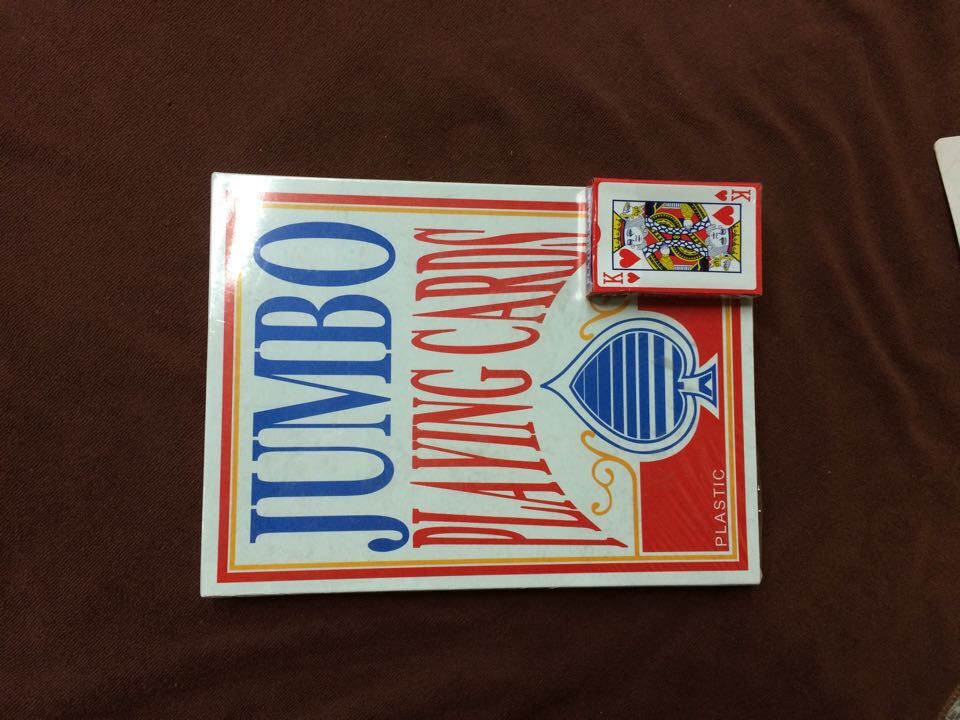 JUMBO
PLAYING CARDS
PLASTIC
K
K